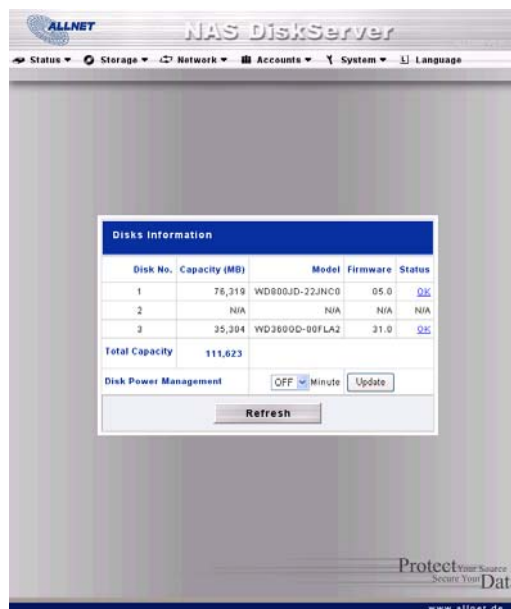 ALLNET
NAS DiskServer
Status Storage Network Accounts System Language
Disks Information
Disk No. Capacity (MB) Model Firmware Status
1 76,319 WD800JD-22JNC0 05.0 OK
2 N/A N/A N/A N/A
3 35,304 WD360GD-00FLA2 31.0 OK
Total Capacity 111,623
Disk Power Management OFF Minute Update
Refresh
Protect Your Source
Secure Your Dat
www.allnet.de